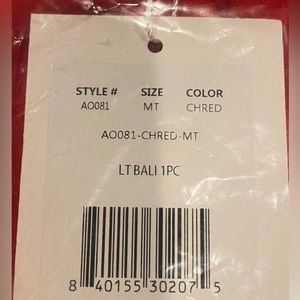 STYLE # SIZE COLOR
AO081 MT CHRED
AO081-CHRED-MT
LT BALI 1PC
8 40155 30207 5